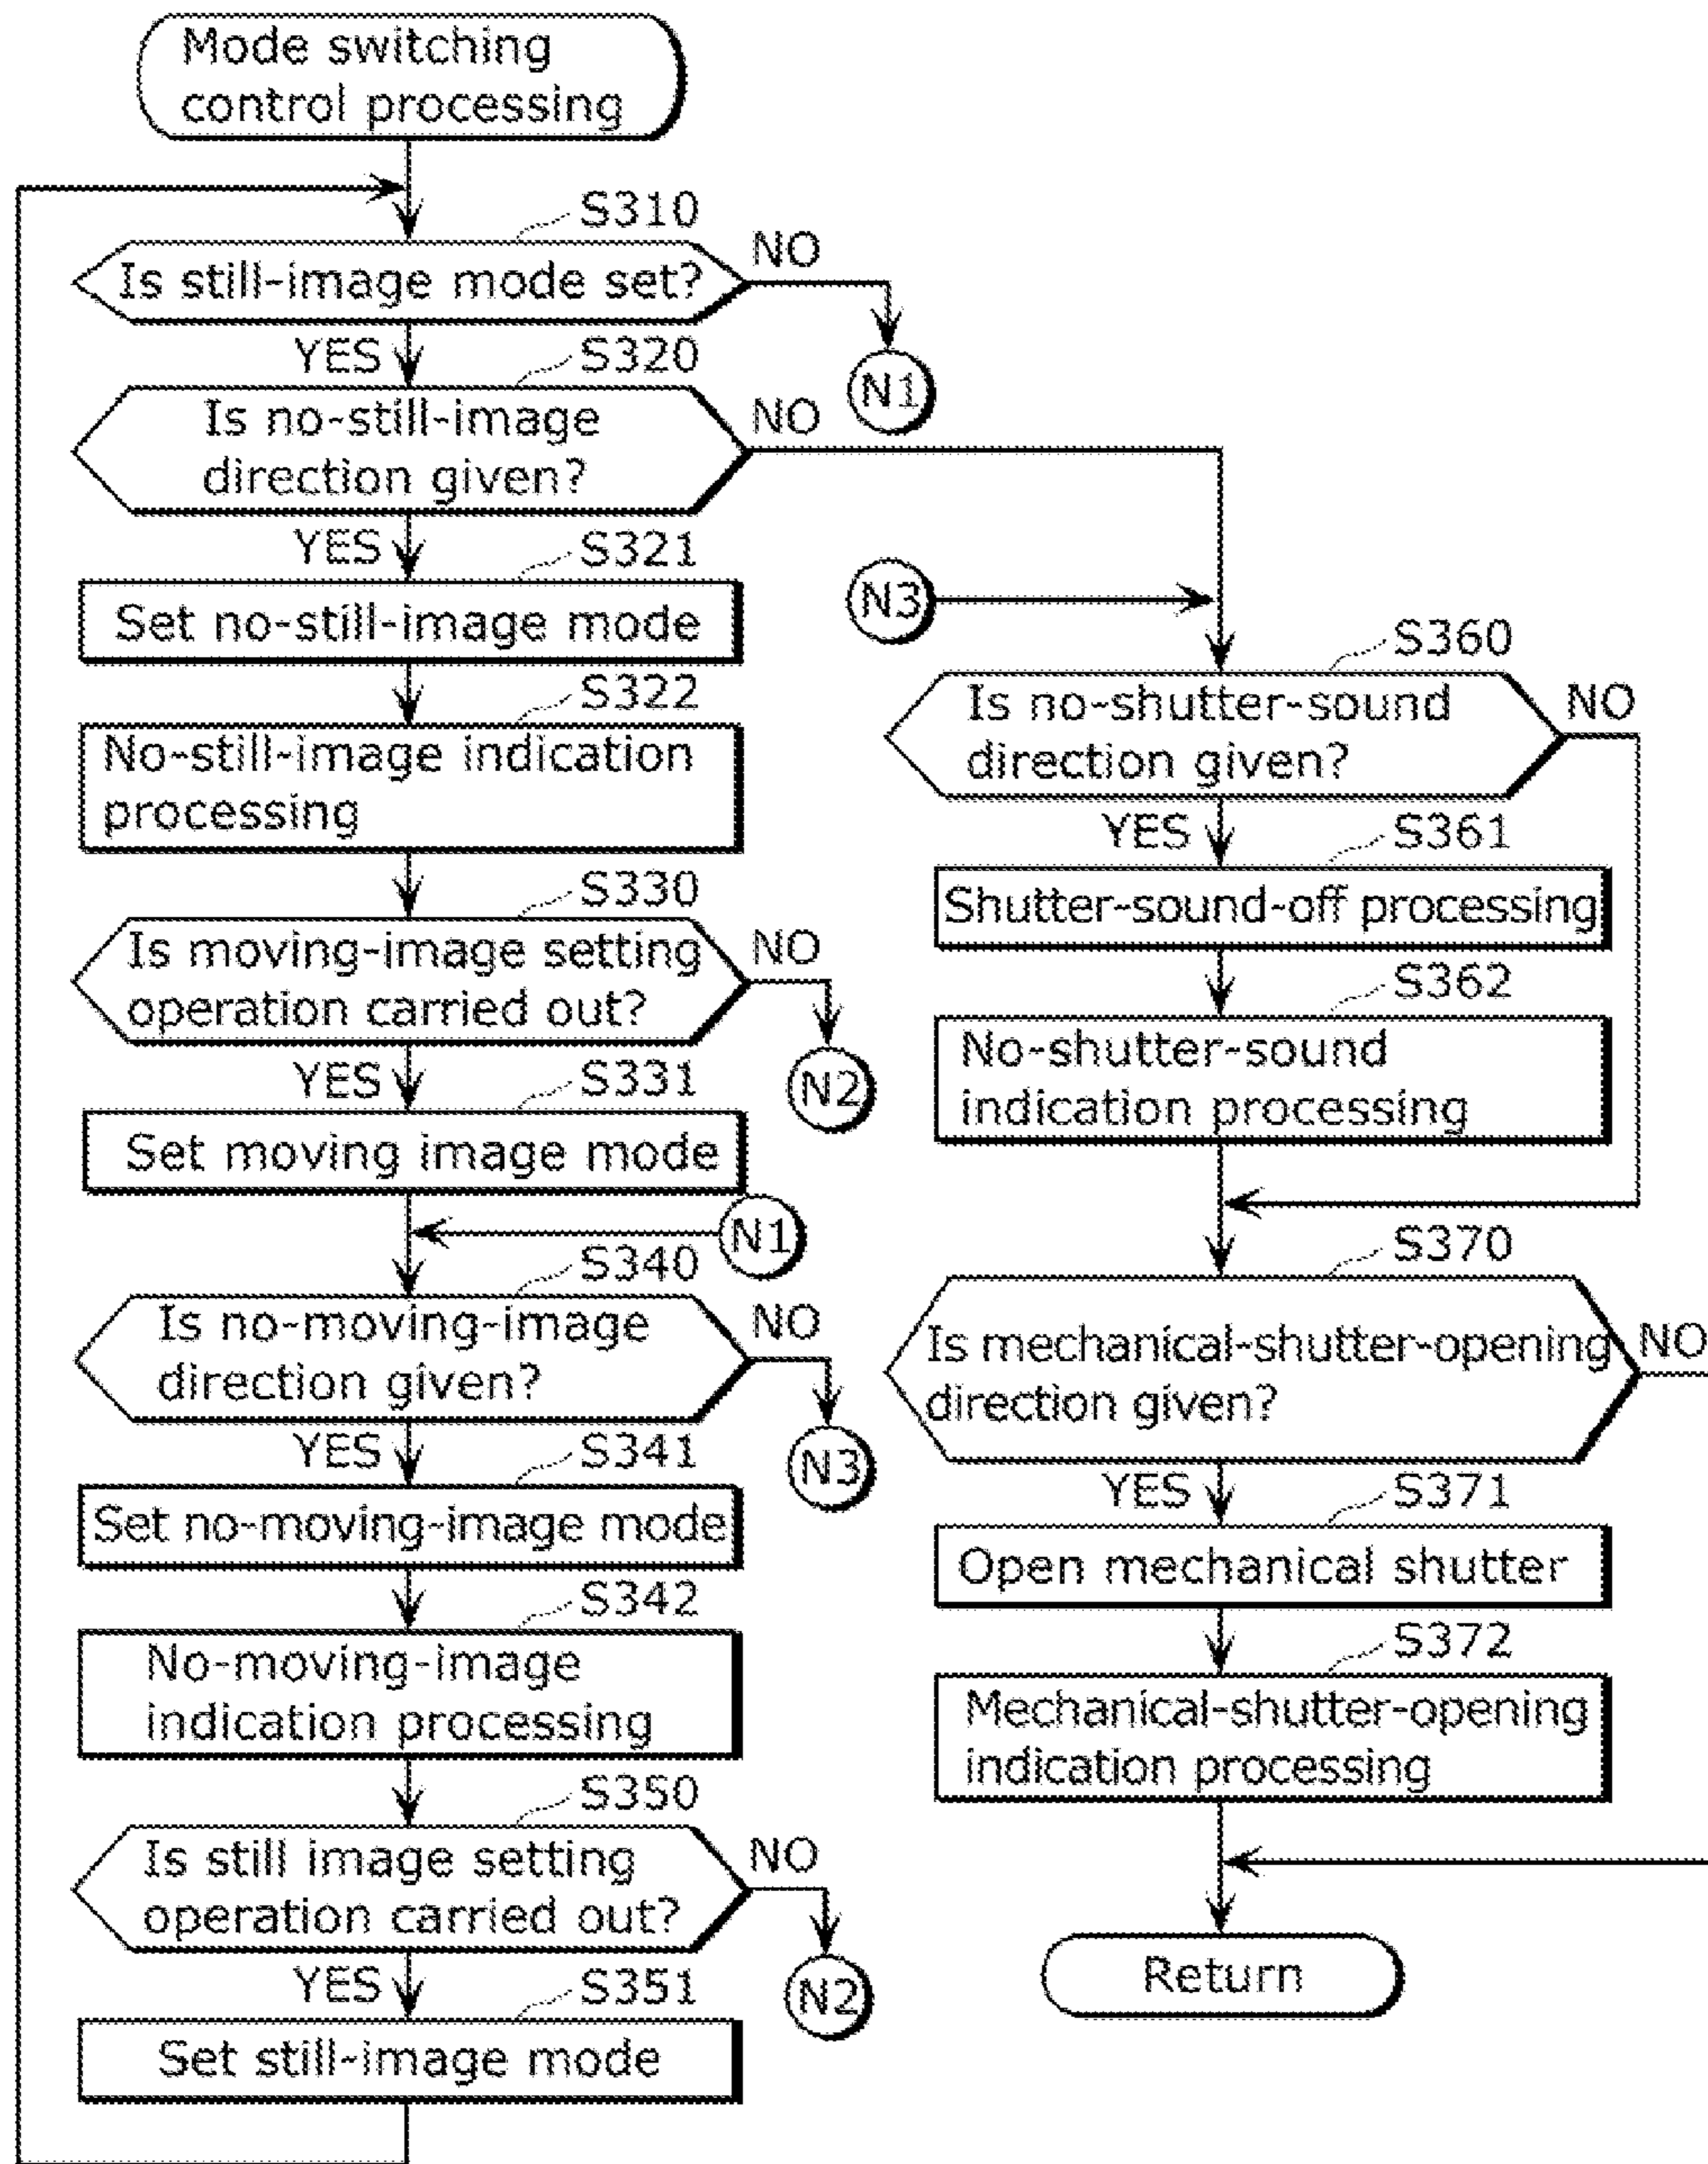 Mode switching
control processing
S310
Is still-image mode set?
NO
N1
YES
S320
Is no-still-image
direction given?
NO
YES
S321
Set no-still-image mode
S322
No-still-image indication
processing
S330
Is moving-image setting
operation carried out?
NO
N2
YES
S331
Set moving image mode
N1
S340
Is no-moving-image
direction given?
NO
N3
YES
S341
Set no-moving-image mode
S342
No-moving-image
indication processing
S350
Is still image setting
operation carried out?
NO
N2
YES
S351
Set still-image mode
N3
S360
Is no-shutter-sound
direction given?
NO
YES
S361
Shutter-sound-off processing
S362
No-shutter-sound
indication processing
S370
Is mechanical-shutter-opening
direction given?
NO
YES
S371
Open mechanical shutter
S372
Mechanical-shutter-opening
indication processing
Return